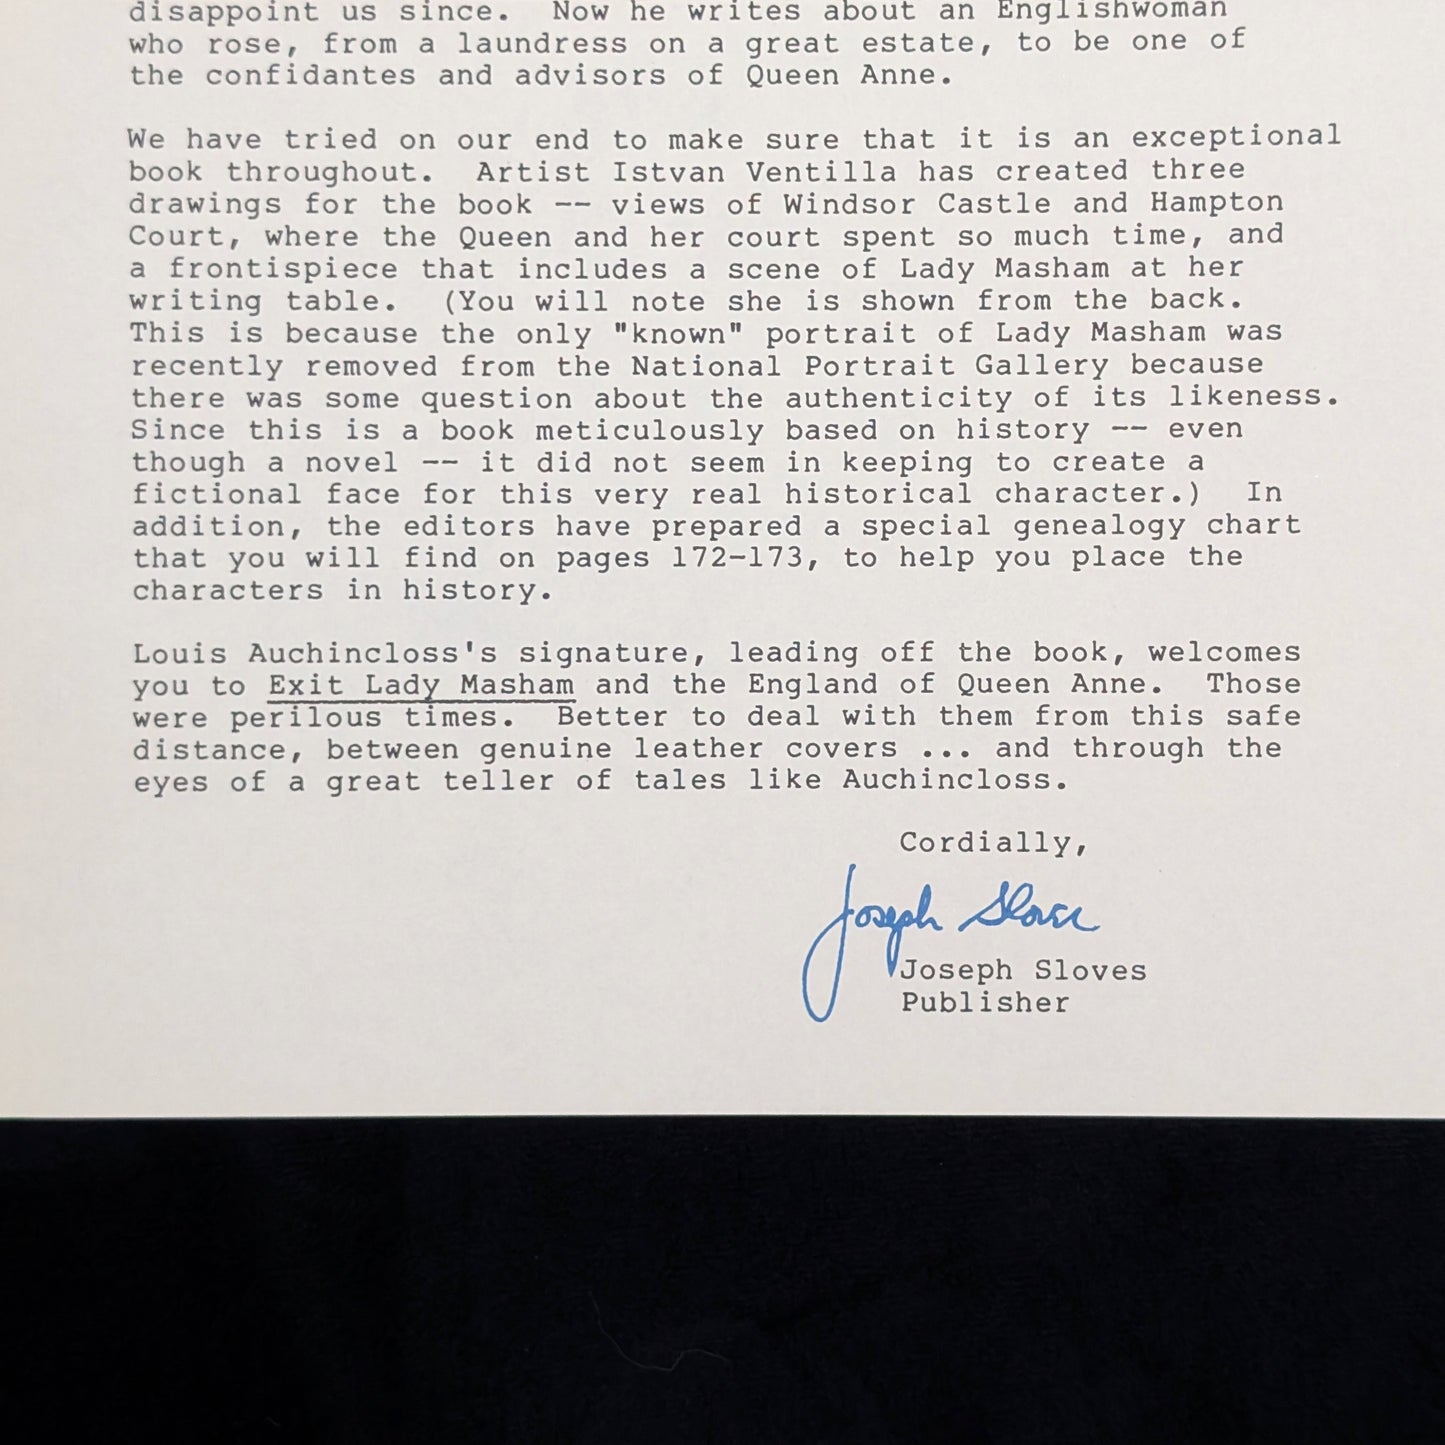 disappoint us since.  Now he writes about an Englishwoman
who rose, from a laundress on a great estate, to be one of
the confidantes and advisors of Queen Anne.

We have tried on our end to make sure that it is an exceptional
book throughout.  Artist Istvan Ventilla has created three
drawings for the book -- views of Windsor Castle and Hampton
Court, where the Queen and her court spent so much time, and
a frontispiece that includes a scene of Lady Masham at her
writing table.  (You will note she is shown from the back.
This is because the only "known" portrait of Lady Masham was
recently removed from the National Portrait Gallery because
there was some question about the authenticity of its likeness.
Since this is a book meticulously based on history -- even
though a novel -- it did not seem in keeping to create a
fictional face for this very real historical character.)  In
addition, the editors have prepared a special genealogy chart
that you will find on pages 172-173, to help you place the
characters in history.

Louis Auchincloss's signature, leading off the book, welcomes
you to Exit Lady Masham and the England of Queen Anne.  Those
were perilous times.  Better to deal with them from this safe
distance, between genuine leather covers ... and through the
eyes of a great teller of tales like Auchincloss.

Cordially,
Joseph Sloves
Joseph Sloves
Publisher